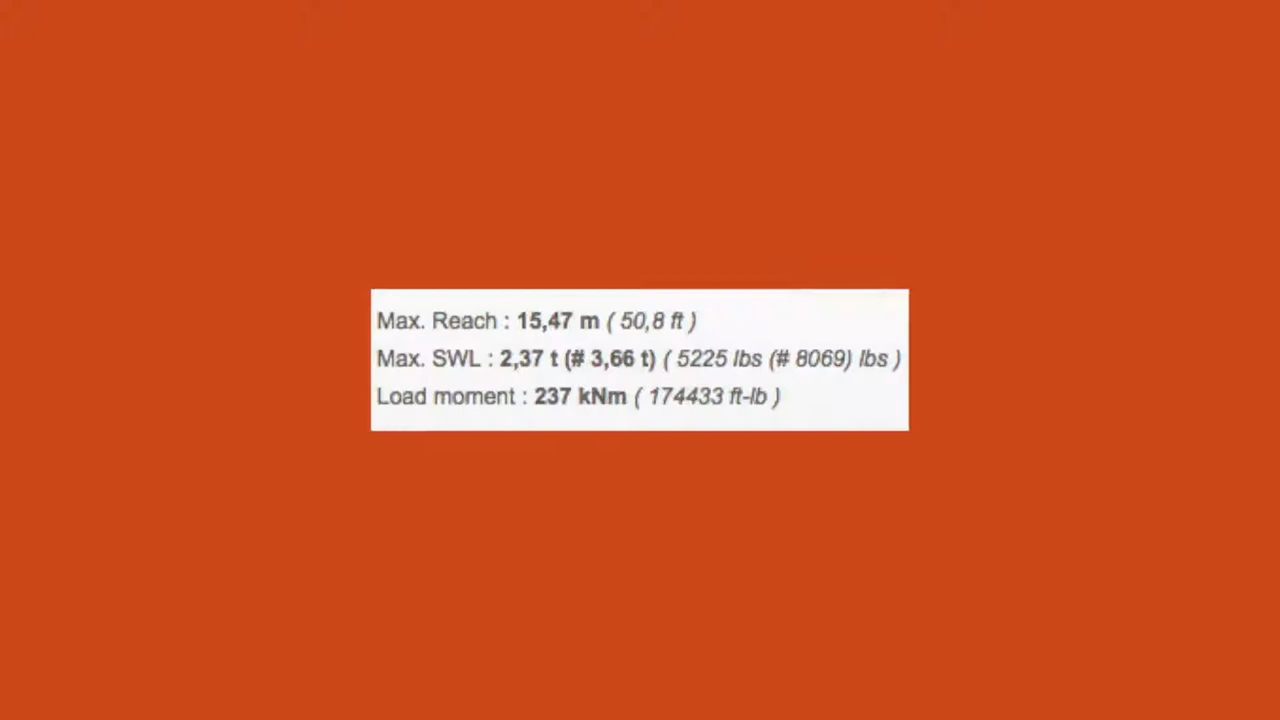 Max. Reach : 15,47 m ( 50,8 ft )
Max. SWL : 2,37 t (# 3,66 t) ( 5225 lbs (# 8069) lbs )
Load moment : 237 kNm ( 174433 ft-lb )